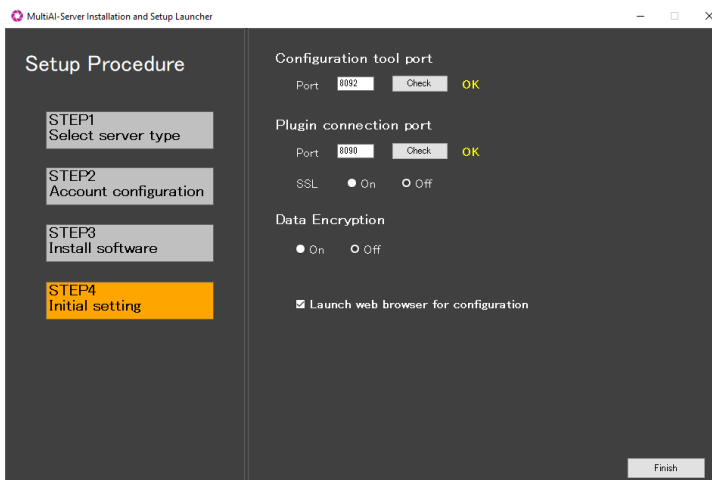 MultiAI-Server Installation and Setup Launcher
Setup Procedure
STEP1
Select server type
STEP2
Account configuration
STEP3
Install software
STEP4
Initial setting
Configuration tool port
Port 8092 Check OK
Plugin connection port
Port 8090 Check OK
SSL On Off
Data Encryption
On Off
Launch web browser for configuration
Finish